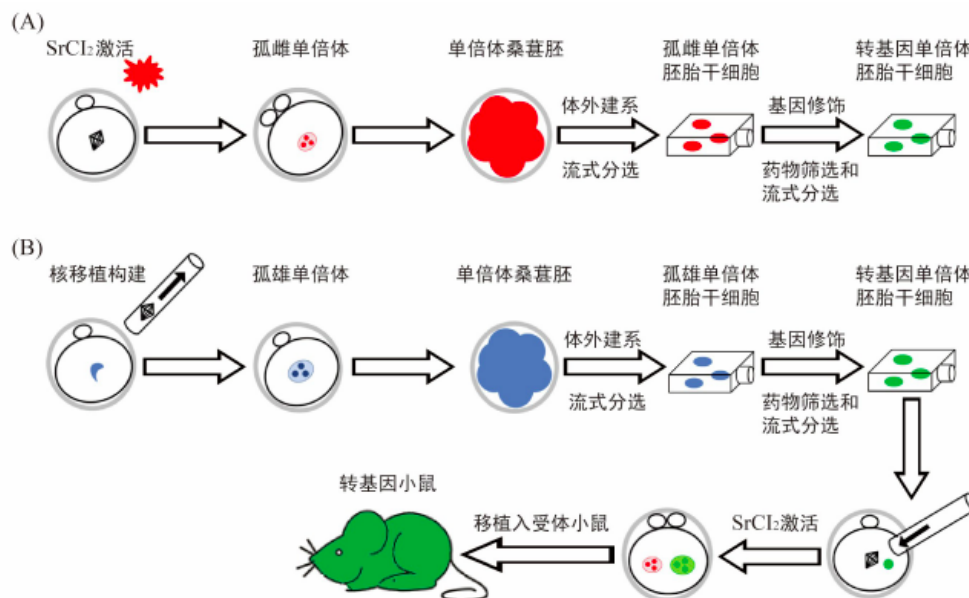 (A)
SrCl₂激活
孤雌单倍体
单倍体桑葚胚
孤雌单倍体
胚胎干细胞
转基因单倍体
胚胎干细胞
体外建系
流式分选
基因修饰
药物筛选和
流式分选
(B)
核移植构建
孤雄单倍体
单倍体桑葚胚
孤雄单倍体
胚胎干细胞
转基因单倍体
胚胎干细胞
体外建系
流式分选
基因修饰
药物筛选和
流式分选
转基因小鼠
移植入受体小鼠
SrCl₂激活